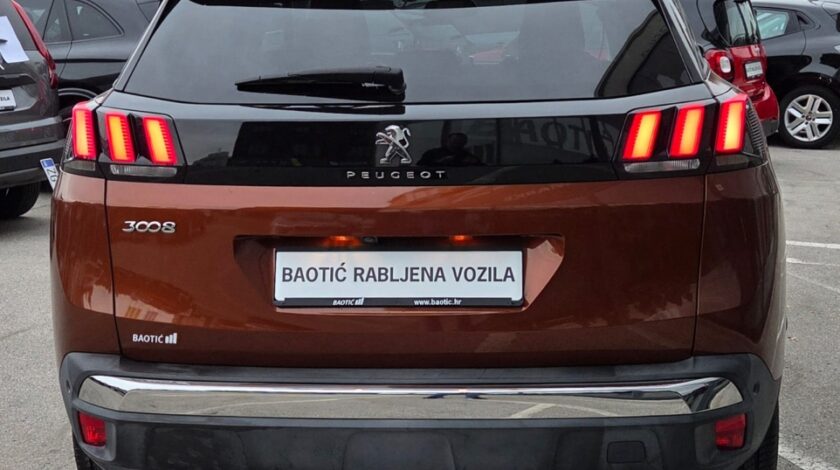 PEUGEOT
3008
BAOTIĆ RABLJENA VOZILA
BAOTIĆ www.baotic.hr
BAOTIĆ